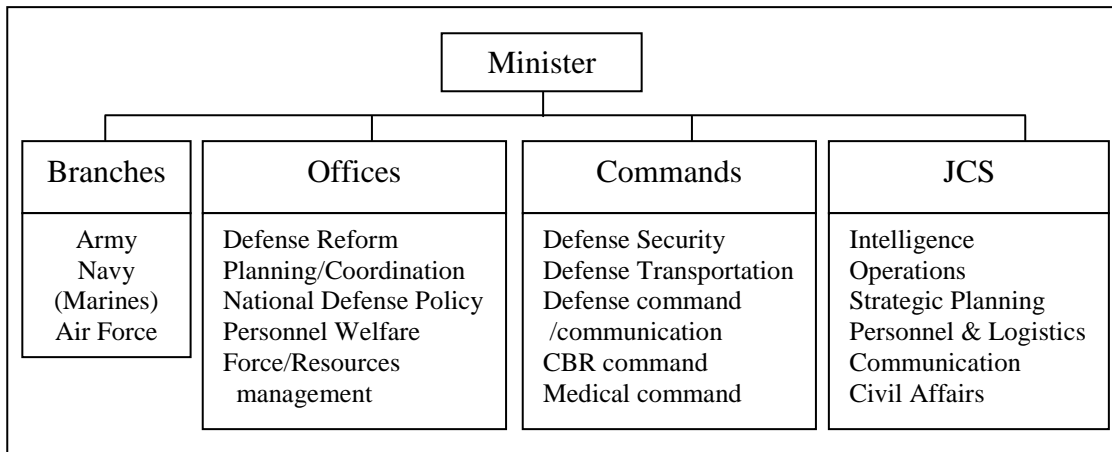 Minister
Branches
Army
Navy
(Marines)
Air Force
Offices
Defense Reform
Planning/Coordination
National Defense Policy
Personnel Welfare
Force/Resources
management
Commands
Defense Security
Defense Transportation
Defense command
/communication
CBR command
Medical command
JCS
Intelligence
Operations
Strategic Planning
Personnel & Logistics
Communication
Civil Affairs